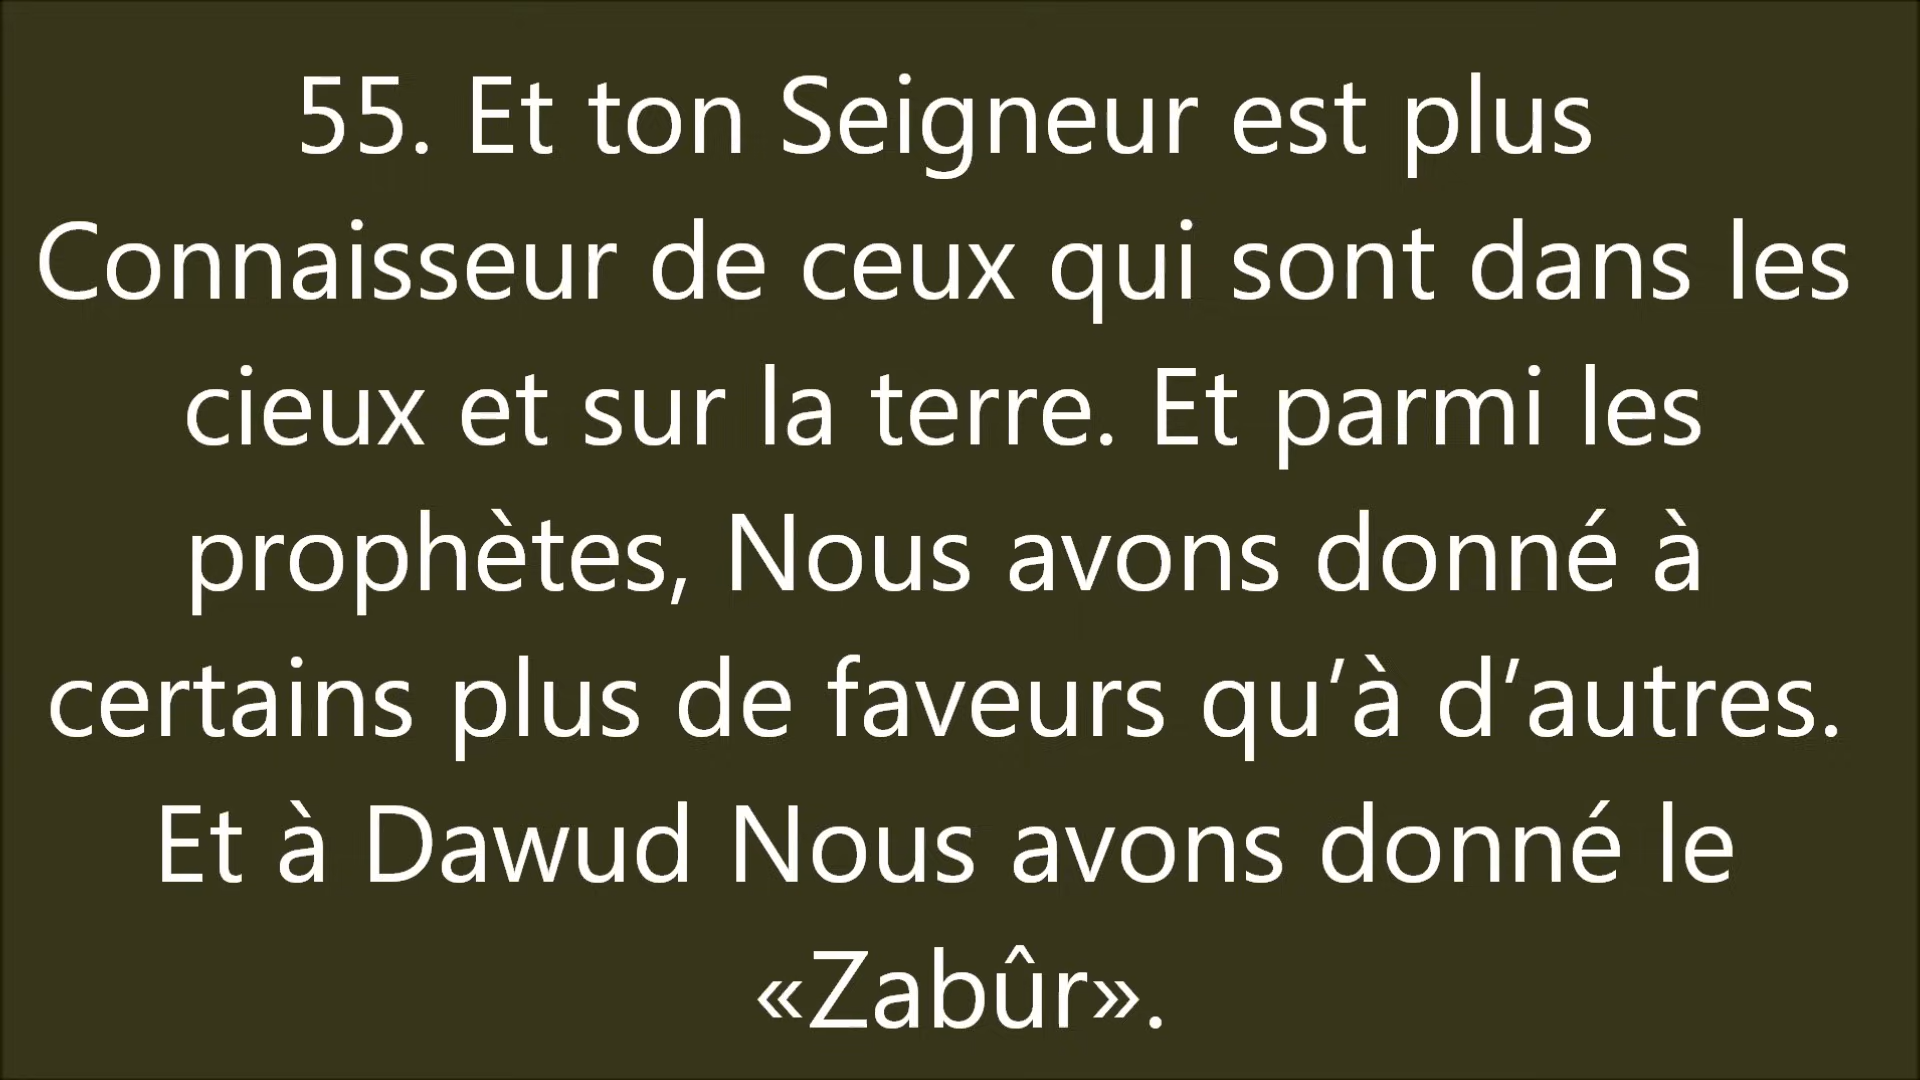 55. Et ton Seigneur est plus
Connaisseur de ceux qui sont dans les
cieux et sur la terre. Et parmi les
prophètes, Nous avons donné à
certains plus de faveurs qu’à d’autres.
Et à Dawud Nous avons donné le
«Zabûr».